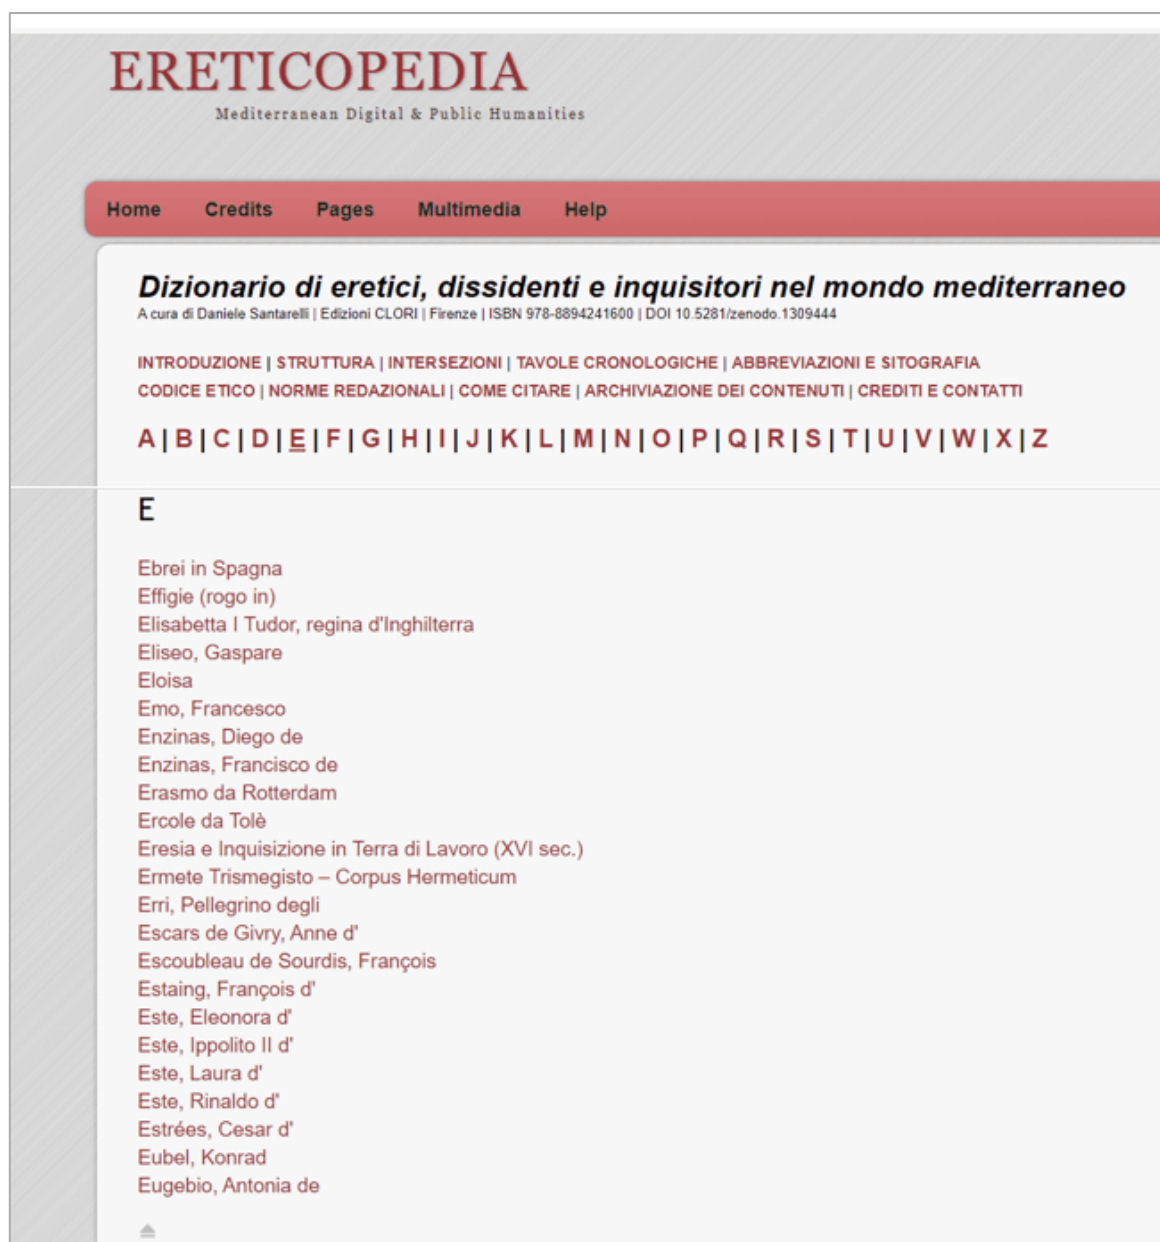 ERETICOPEDIA
Mediterranean Digital & Public Humanities
Home Credits Pages Multimedia Help
Dizionario di eretici, dissidenti e inquisitori nel mondo mediterraneo
A cura di Daniele Santarelli | Edizioni CLORI | Firenze | ISBN 978-8894241600 | DOI 10.5281/zenodo.1309444
INTRODUZIONE | STRUTTURA | INTERSEZIONI | TAVOLE CRONOLOGICHE | ABBREVIAZIONI E SITOGRAFIA
CODICE ETICO | NORME REDAZIONALI | COME CITARE | ARCHIVIAZIONE DEI CONTENUTI | CREDITI E CONTATTI
A | B | C | D | E | F | G | H | I | J | K | L | M | N | O | P | Q | R | S | T | U | V | W | X | Z
E
Ebrei in Spagna
Effigie (rogo in)
Elisabetta I Tudor, regina d'Inghilterra
Eliseo, Gaspare
Eloisa
Emo, Francesco
Enzinas, Diego de
Enzinas, Francisco de
Erasmo da Rotterdam
Ercole da Tolè
Eresia e Inquisizione in Terra di Lavoro (XVI sec.)
Ermete Trismegisto – Corpus Hermeticum
Erri, Pellegrino degli
Escars de Givry, Anne d'
Escoubleau de Sourdis, François
Estaing, François d'
Este, Eleonora d'
Este, Ippolito II d'
Este, Laura d'
Este, Rinaldo d'
Estrées, Cesar d'
Eubel, Konrad
Eugebio, Antonia de